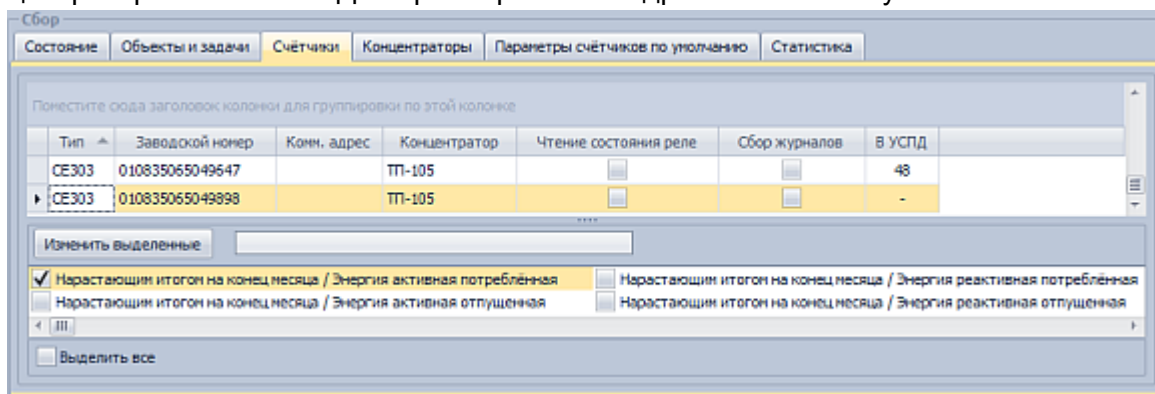 Сбор
Состояние Объекты и задачи Счётчики Концентраторы Параметры счётчиков по умолчанию Статистика
Поместите сюда заголовок колонки для группировки по этой колонке
Тип Заводской номер Комм. адрес Концентратор Чтение состояния реле Сбор журналов В УСПД
CE303 010835065049647 ТП-105 48
CE303 010835065049898 ТП-105 -
Изменить выделенные
Нарастающим итогом на конец месяца / Энергия активная потреблённая Нарастающим итогом на конец месяца / Энергия реактивная потреблённая
Нарастающим итогом на конец месяца / Энергия активная отпущенная Нарастающим итогом на конец месяца / Энергия реактивная отпущенная
Выделить все